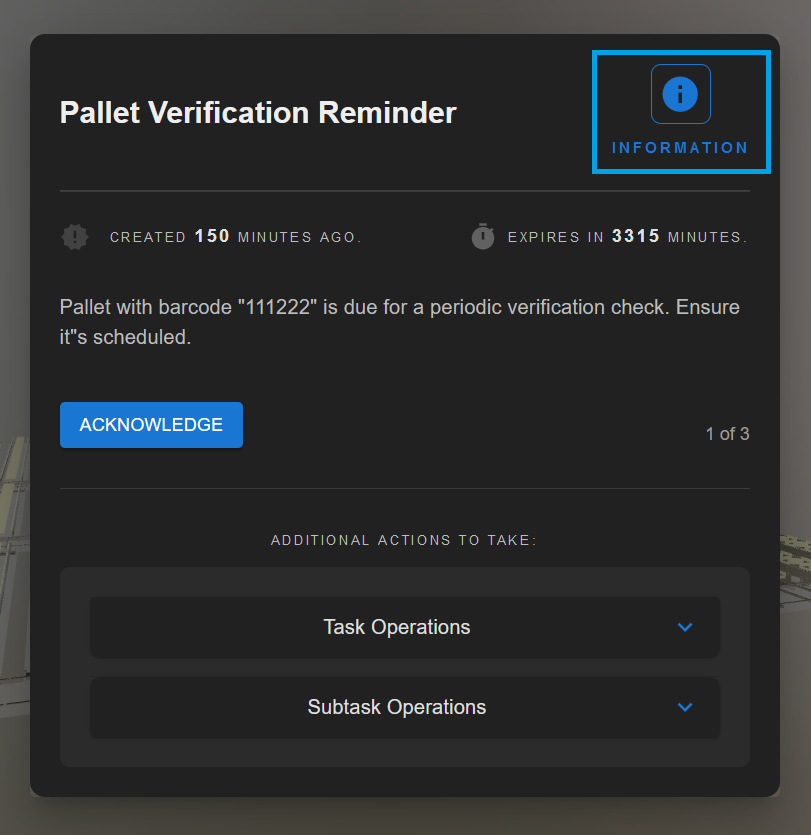 Pallet Verification Reminder
INFORMATION
CREATED 150 MINUTES AGO.
EXPIRES IN 3315 MINUTES.
Pallet with barcode "111222" is due for a periodic verification check. Ensure
it"s scheduled.
ACKNOWLEDGE
1 of 3
ADDITIONAL ACTIONS TO TAKE:
Task Operations
Subtask Operations